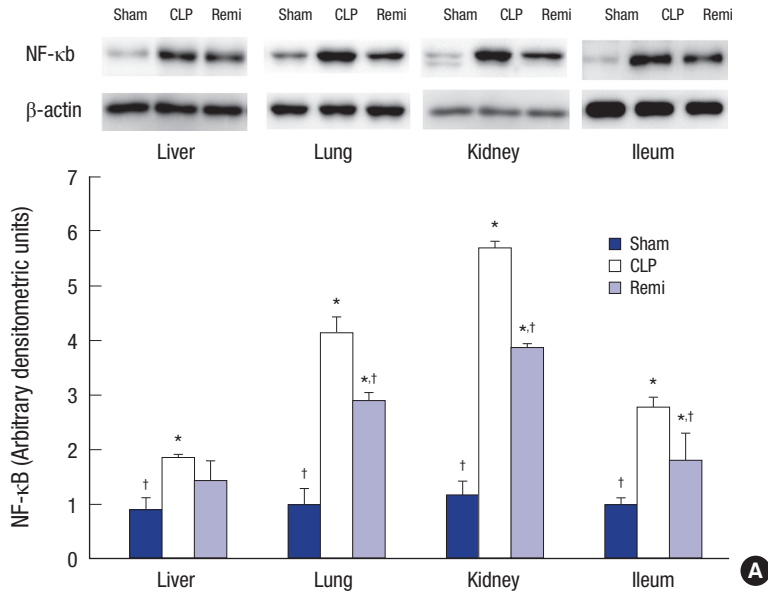 Sham CLP Remi Sham CLP Remi Sham CLP Remi Sham CLP Remi
NF-κb
β-actin
Liver Lung Kidney Ileum
NF-κB (Arbitrary densitometric units)
7
6
5
4
3
2
1
0
Sham
CLP
Remi
† * † * *,† † * *,† † * *,†
Liver Lung Kidney Ileum
A